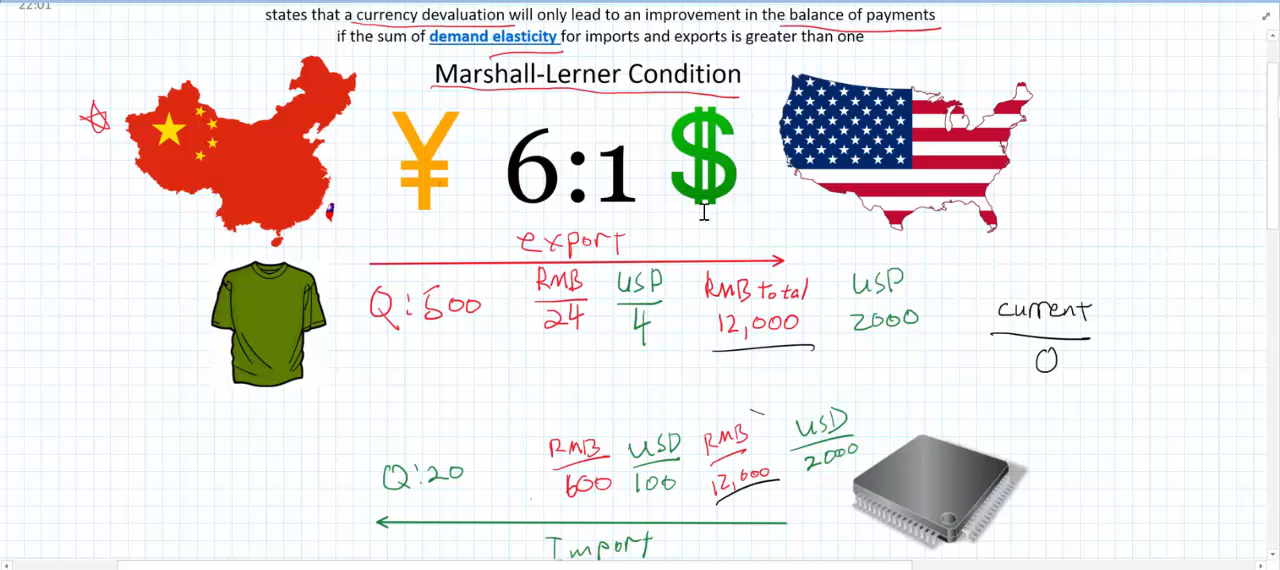 22:01
states that a currency devaluation will only lead to an improvement in the balance of payments
if the sum of demand elasticity for imports and exports is greater than one
Marshall-Lerner Condition
¥ 6:1 $
export
Q:500
RMB
24
USD
4
RMB total
12,000
USD
2000
current
0
Q:20
RMB
600
USD
100
RMB
12,000
USD
2000
Import